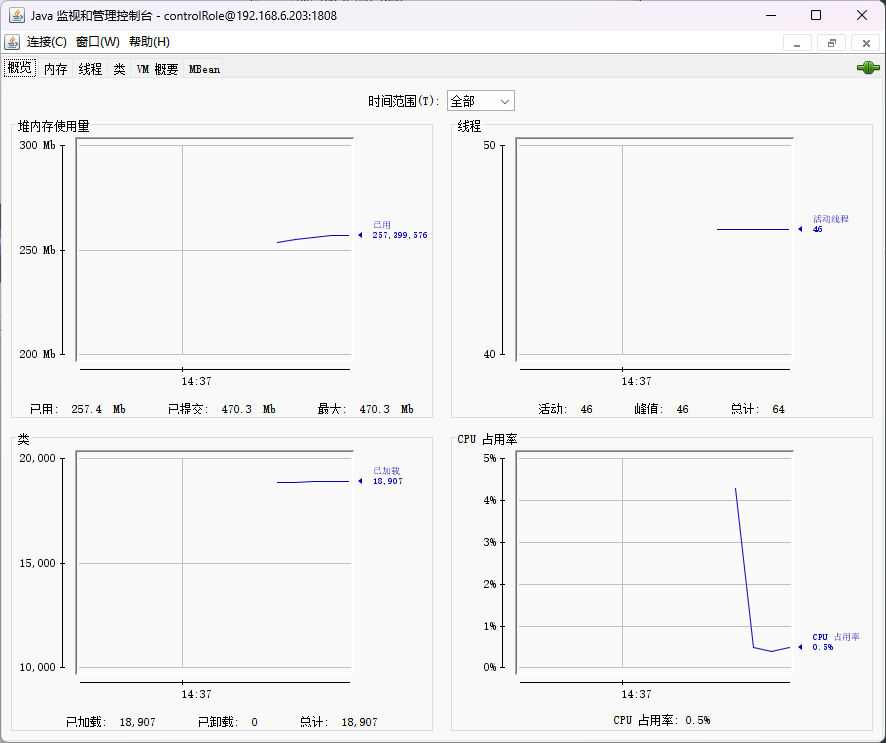 Java 监视和管理控制台 - controlRole@192.168.6.203:1808
连接(C) 窗口(W) 帮助(H)
概览 内存 线程 类 VM 概要 MBean
时间范围(T): 全部
堆内存使用量
300 Mb
250 Mb
200 Mb
已用
257,399,576
14:37
已用: 257.4 Mb 已提交: 470.3 Mb 最大: 470.3 Mb
线程
50
40
活动线程
46
14:37
活动: 46 峰值: 46 总计: 64
类
20,000
15,000
10,000
已加载
18,907
14:37
已加载: 18,907 已卸载: 0 总计: 18,907
CPU 占用率
5%
4%
3%
2%
1%
0%
CPU 占用率
0.5%
14:37
CPU 占用率: 0.5%